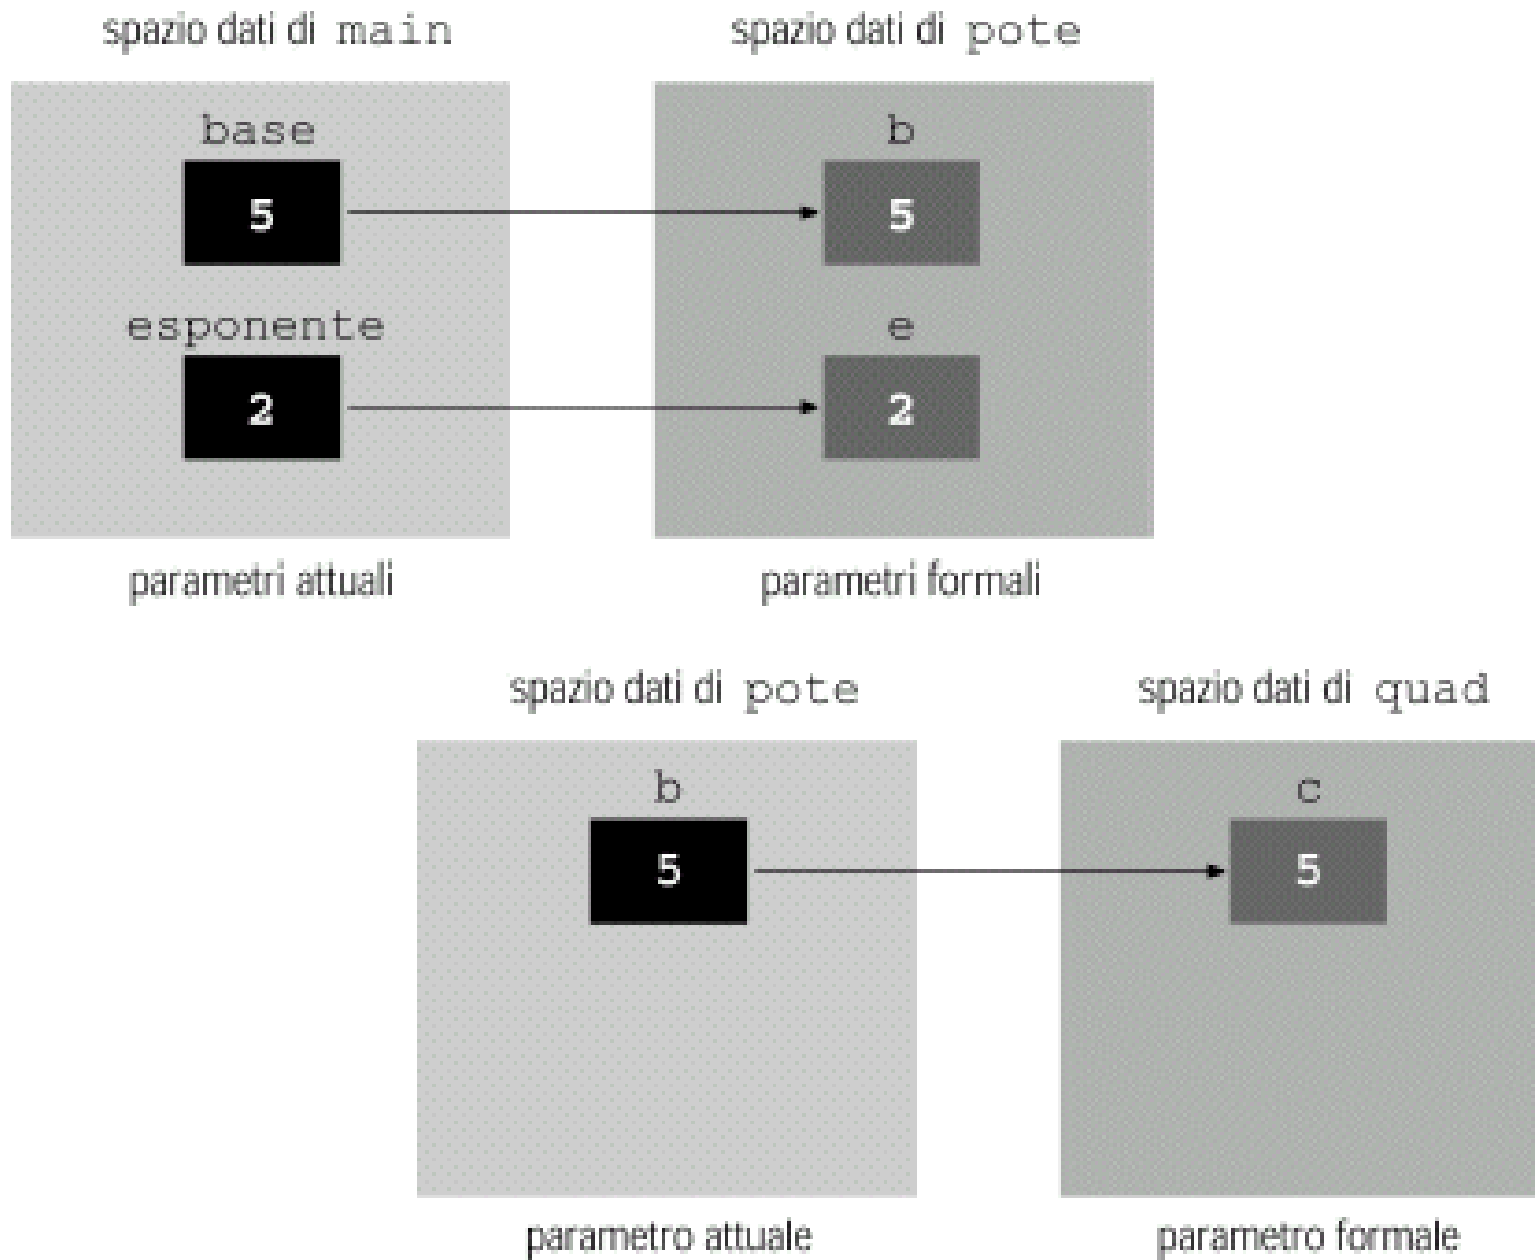 spazio dati di main
spazio dati di pote
base
b
5
5
esponente
e
2
2
parametri attuali
parametri formali
spazio dati di pote
spazio dati di quad
b
c
5
5
parametro attuale
parametro formale